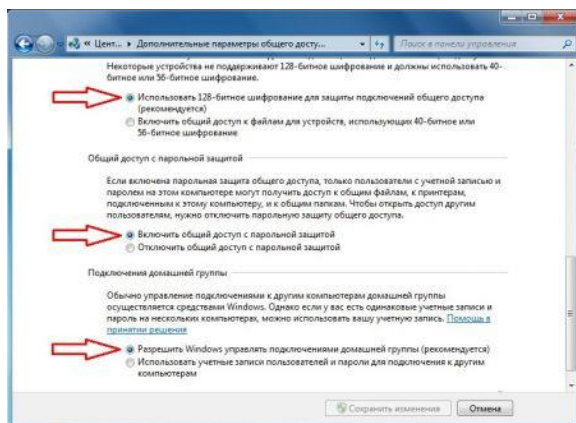 « Цент... ▸ Дополнительные параметры общего досту...
Поиск в панели управления
Некоторые устройства не поддерживают 128-битное шифрование и должны использовать 40-
битное или 56-битное шифрование.
Использовать 128-битное шифрование для защиты подключений общего доступа
(рекомендуется)
Включить общий доступ к файлам для устройств, использующих 40-битное или
56-битное шифрование
Общий доступ с парольной защитой
Если включена парольная защита общего доступа, только пользователи с учетной записью и
паролем на этом компьютере могут получить доступ к общим файлам, к принтерам,
подключенным к этому компьютеру, и к общим папкам. Чтобы открыть доступ другим
пользователям, нужно отключить парольную защиту общего доступа.
Включить общий доступ с парольной защитой
Отключить общий доступ с парольной защитой
Подключения домашней группы
Обычно управление подключениями к другим компьютерам домашней группы
осуществляется средствами Windows. Однако если у вас есть одинаковые учетные записи и
пароль на нескольких компьютерах, можно использовать вашу учетную запись. Помощь в
принятии решения
Разрешить Windows управлять подключениями домашней группы (рекомендуется)
Использовать учетные записи пользователей и пароли для подключения к другим
компьютерам
Сохранить изменения
Отмена